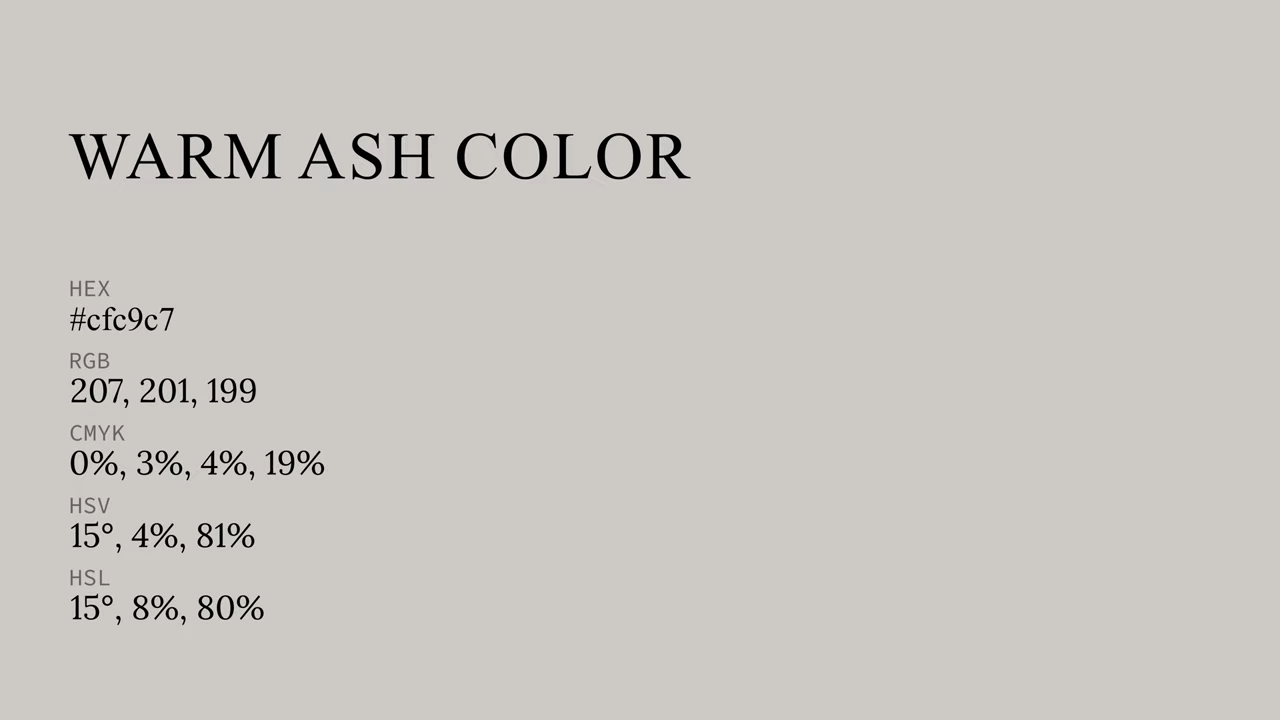 WARM ASH COLOR
HEX
#cfc9c7
RGB
207, 201, 199
CMYK
0%, 3%, 4%, 19%
HSV
15°, 4%, 81%
HSL
15°, 8%, 80%